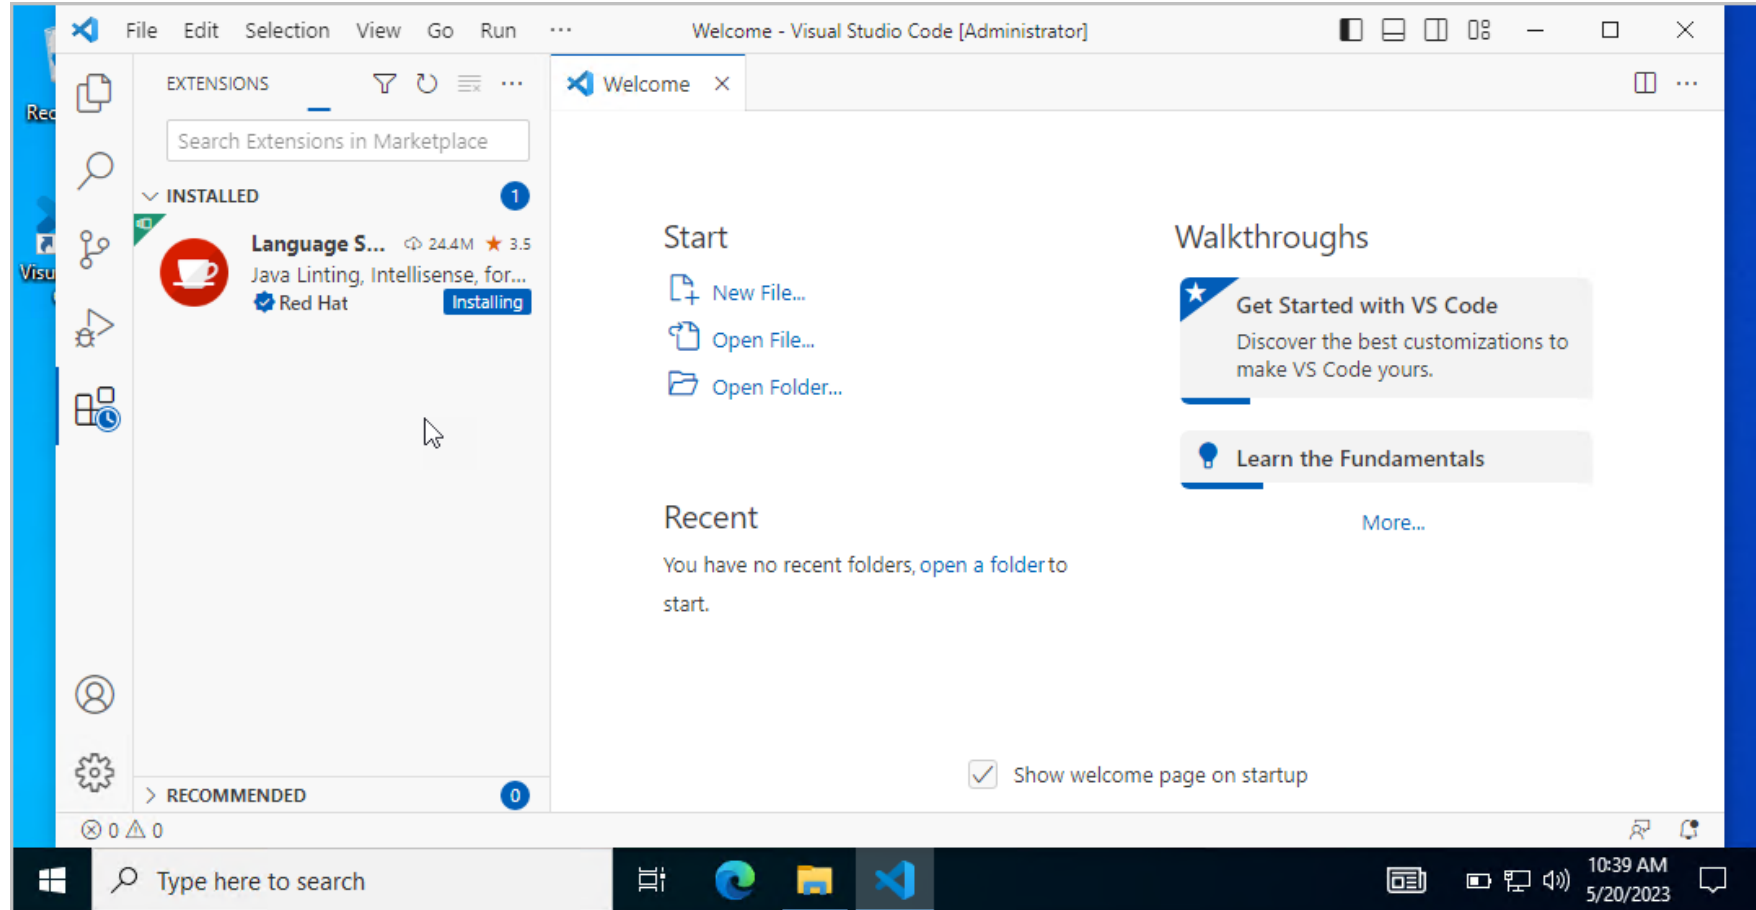 File Edit Selection View Go Run ··· Welcome - Visual Studio Code [Administrator]
EXTENSIONS
Welcome
Rec
Search Extensions in Marketplace
INSTALLED 1
Language S... 24.4M ★ 3.5
Java Linting, Intellisense, for...
Red Hat Installing
Visu
Start
New File...
Open File...
Open Folder...
Walkthroughs
Get Started with VS Code
Discover the best customizations to
make VS Code yours.
Learn the Fundamentals
More...
Recent
You have no recent folders, open a folder to
start.
Show welcome page on startup
RECOMMENDED 0
0 0
Type here to search
10:39 AM
5/20/2023